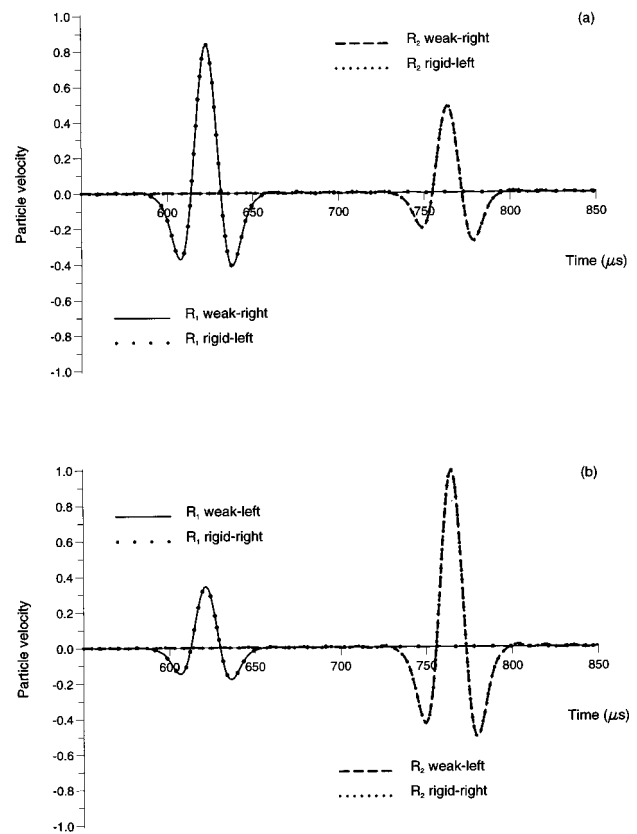 (a)
1.0
0.8
0.6
0.4
0.2
0.0
-0.2
-0.4
-0.6
-0.8
-1.0
Particle velocity
R₂ weak-right
R₂ rigid-left
600
650
700
750
800
850
Time (μs)
R₁ weak-right
R₁ rigid-left
(b)
1.0
0.8
0.6
0.4
0.2
0.0
-0.2
-0.4
-0.6
-0.8
-1.0
Particle velocity
R₁ weak-left
R₁ rigid-right
600
650
700
750
800
850
Time (μs)
R₂ weak-left
R₂ rigid-right